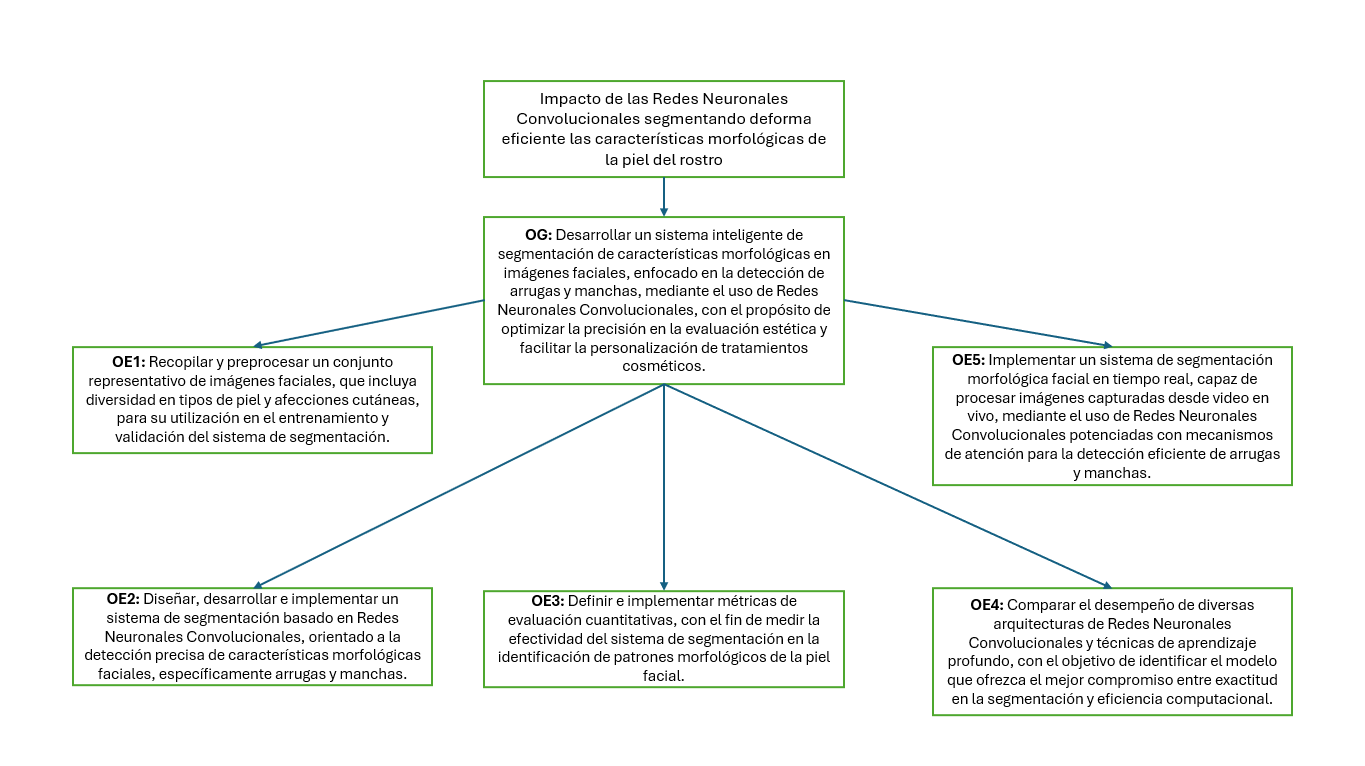 Impacto de las Redes Neuronales
Convolucionales segmentando deforma
eficiente las características morfológicas de
la piel del rostro
OG: Desarrollar un sistema inteligente de
segmentación de características morfológicas en
imágenes faciales, enfocado en la detección de
arrugas y manchas, mediante el uso de Redes
Neuronales Convolucionales, con el propósito de
optimizar la precisión en la evaluación estética y
facilitar la personalización de tratamientos
cosméticos.
OE1: Recopilar y preprocesar un conjunto
representativo de imágenes faciales, que incluya
diversidad en tipos de piel y afecciones cutáneas,
para su utilización en el entrenamiento y
validación del sistema de segmentación.
OE5: Implementar un sistema de segmentación
morfológica facial en tiempo real, capaz de
procesar imágenes capturadas desde video en
vivo, mediante el uso de Redes Neuronales
Convolucionales potenciadas con mecanismos
de atención para la detección eficiente de arrugas
y manchas.
OE2: Diseñar, desarrollar e implementar un
sistema de segmentación basado en Redes
Neuronales Convolucionales, orientado a la
detección precisa de características morfológicas
faciales, específicamente arrugas y manchas.
OE3: Definir e implementar métricas de
evaluación cuantitativas, con el fin de medir la
efectividad del sistema de segmentación en la
identificación de patrones morfológicos de la piel
facial.
OE4: Comparar el desempeño de diversas
arquitecturas de Redes Neuronales
Convolucionales y técnicas de aprendizaje
profundo, con el objetivo de identificar el modelo
que ofrezca el mejor compromiso entre exactitud
en la segmentación y eficiencia computacional.